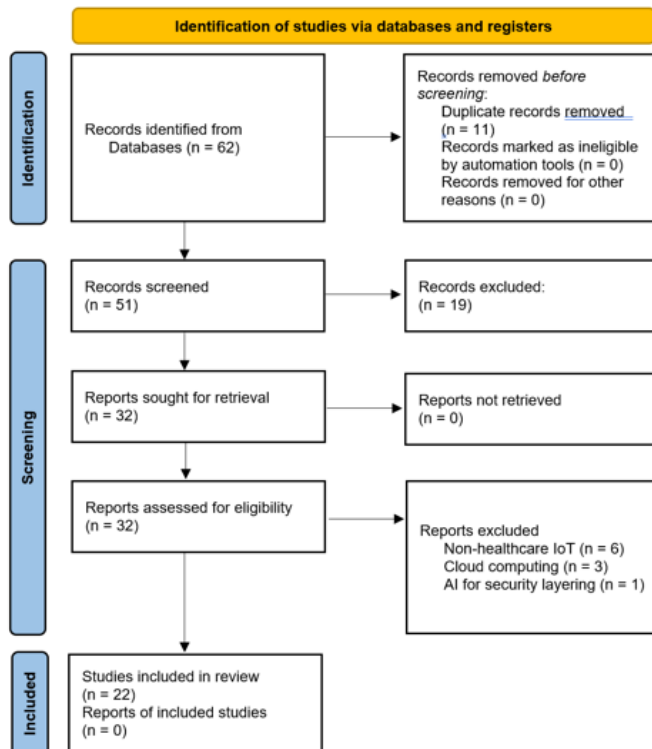 Identification of studies via databases and registers
Identification
Records identified from
Databases (n = 62)
Records removed before
screening:
Duplicate records removed
(n = 11)
Records marked as ineligible
by automation tools (n = 0)
Records removed for other
reasons (n = 0)
Screening
Records screened
(n = 51)
Records excluded:
(n = 19)
Reports sought for retrieval
(n = 32)
Reports not retrieved
(n = 0)
Reports assessed for eligibility
(n = 32)
Reports excluded
Non-healthcare IoT (n = 6)
Cloud computing (n = 3)
AI for security layering (n = 1)
Included
Studies included in review
(n = 22)
Reports of included studies
(n = 0)